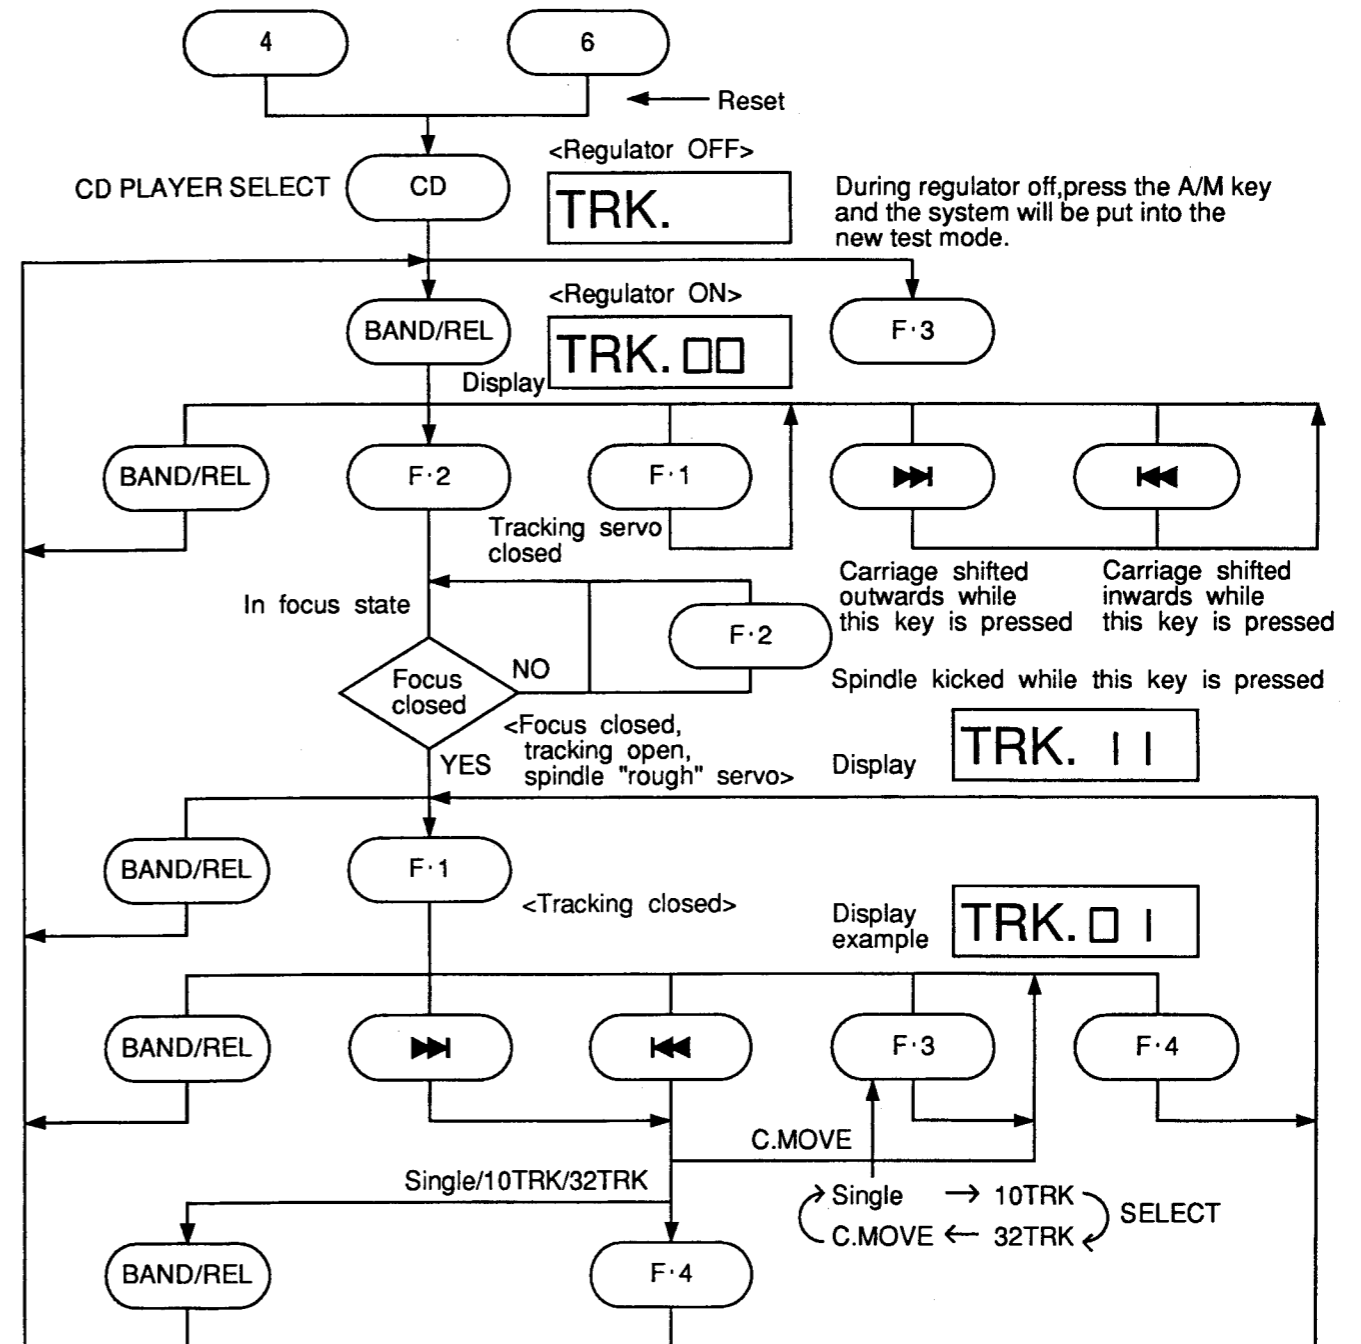 4
6
Reset
<Regulator OFF>
CD PLAYER SELECT
CD
TRK.
During regulator off,press the A/M key
and the system will be put into the
new test mode.
<Regulator ON>
BAND/REL
TRK. 00
F·3
Display
BAND/REL
F·2
F·1
Tracking servo
closed
Carriage shifted
outwards while
this key is pressed
Carriage shifted
inwards while
this key is pressed
In focus state
F·2
Focus
closed
NO
Spindle kicked while this key is pressed
<Focus closed,
tracking open,
spindle "rough" servo>
YES
Display
TRK. 11
BAND/REL
F·1
<Tracking closed>
Display
example
TRK. 01
BAND/REL
F·3
F·4
C.MOVE
Single/10TRK/32TRK
Single → 10TRK
C.MOVE ← 32TRK
SELECT
BAND/REL
F·4